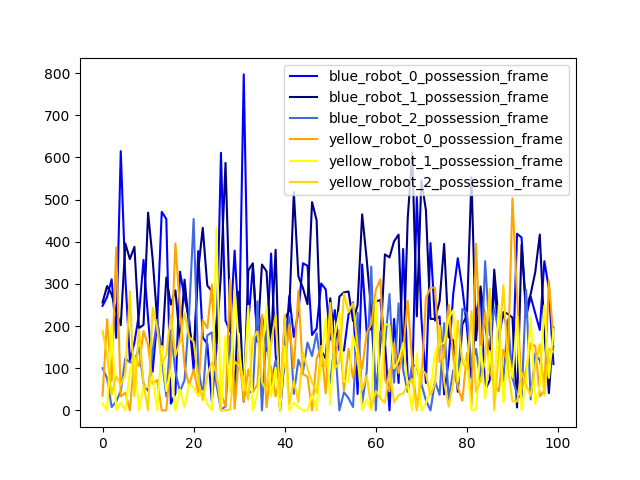 800
700
600
500
400
300
200
100
0
0 20 40 60 80 100
blue_robot_0_possession_frame
blue_robot_1_possession_frame
blue_robot_2_possession_frame
yellow_robot_0_possession_frame
yellow_robot_1_possession_frame
yellow_robot_2_possession_frame